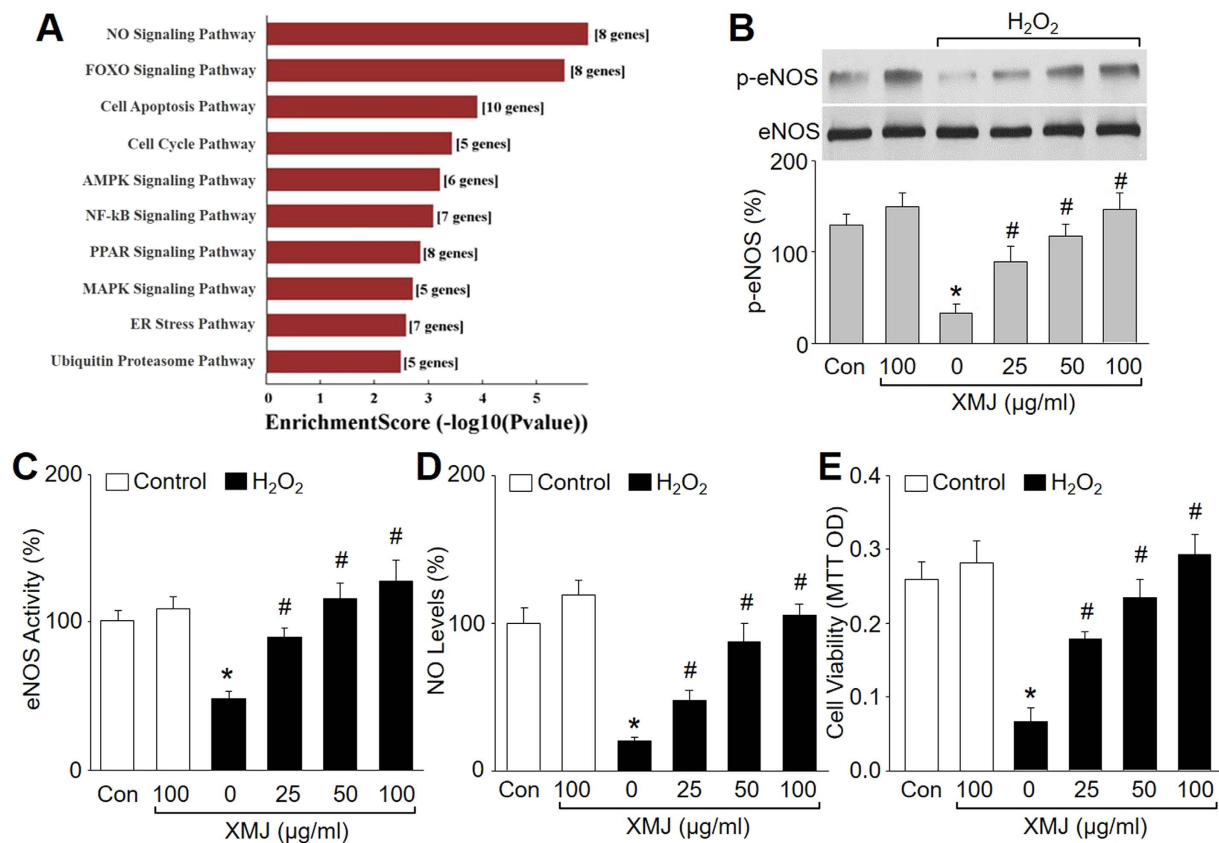 A
NO Signaling Pathway [8 genes]
FOXO Signaling Pathway [8 genes]
Cell Apoptosis Pathway [10 genes]
Cell Cycle Pathway [5 genes]
AMPK Signaling Pathway [6 genes]
NF-kB Signaling Pathway [7 genes]
PPAR Signaling Pathway [8 genes]
MAPK Signaling Pathway [5 genes]
ER Stress Pathway [7 genes]
Ubiquitin Proteasome Pathway [5 genes]
0 1 2 3 4 5
EnrichmentScore (-log10(Pvalue))
B
H₂O₂
p-eNOS
eNOS
200
100
0
p-eNOS (%)
* # # #
Con 100 0 25 50 100
XMJ (µg/ml)
C
Control H₂O₂
200
100
0
eNOS Activity (%)
* # # #
Con 100 0 25 50 100
XMJ (µg/ml)
D
Control H₂O₂
200
100
0
NO Levels (%)
* # # #
Con 100 0 25 50 100
XMJ (µg/ml)
E
Control H₂O₂
0.4
0.3
0.2
0.1
0.0
Cell Viability (MTT OD)
* # # #
Con 100 0 25 50 100
XMJ (µg/ml)